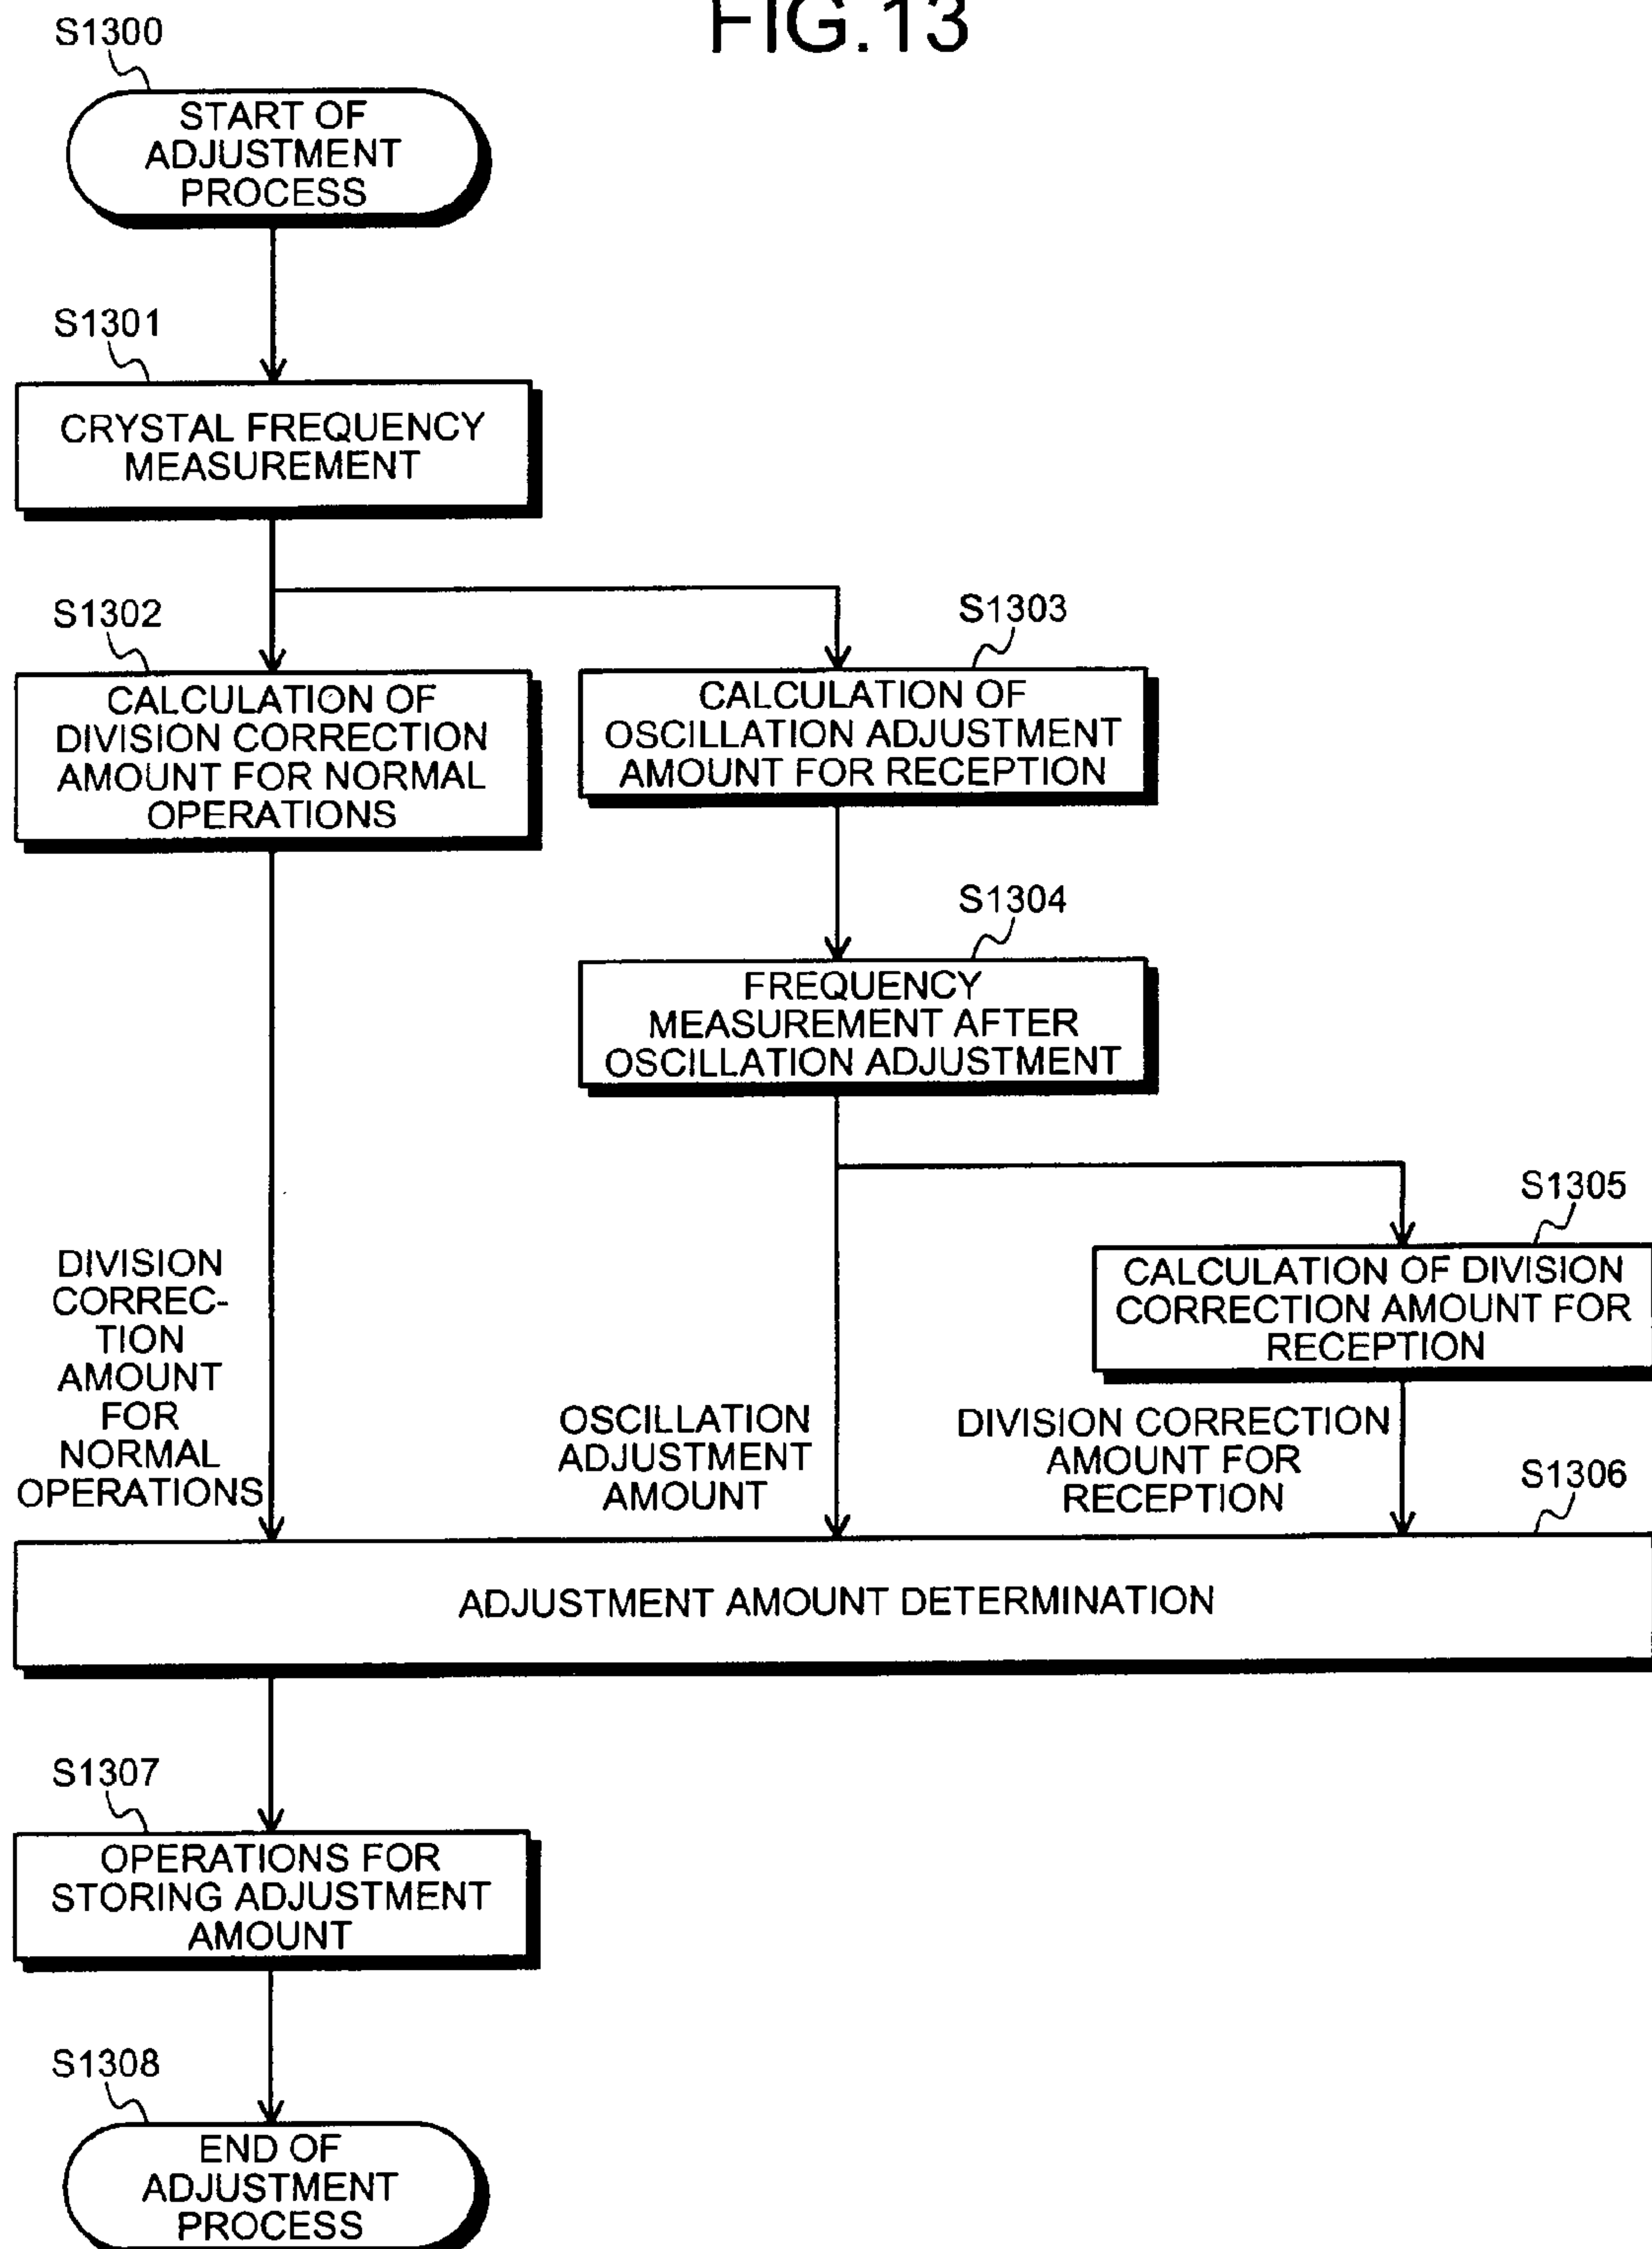 FIG.13
S1300
START OF
ADJUSTMENT
PROCESS
S1301
CRYSTAL FREQUENCY
MEASUREMENT
S1302
CALCULATION OF
DIVISION CORRECTION
AMOUNT FOR NORMAL
OPERATIONS
S1303
CALCULATION OF
OSCILLATION ADJUSTMENT
AMOUNT FOR RECEPTION
S1304
FREQUENCY
MEASUREMENT AFTER
OSCILLATION ADJUSTMENT
S1305
CALCULATION OF DIVISION
CORRECTION AMOUNT FOR
RECEPTION
DIVISION
CORREC-
TION
AMOUNT
FOR
NORMAL
OPERATIONS
OSCILLATION
ADJUSTMENT
AMOUNT
DIVISION CORRECTION
AMOUNT FOR
RECEPTION
S1306
ADJUSTMENT AMOUNT DETERMINATION
S1307
OPERATIONS FOR
STORING ADJUSTMENT
AMOUNT
S1308
END OF
ADJUSTMENT
PROCESS